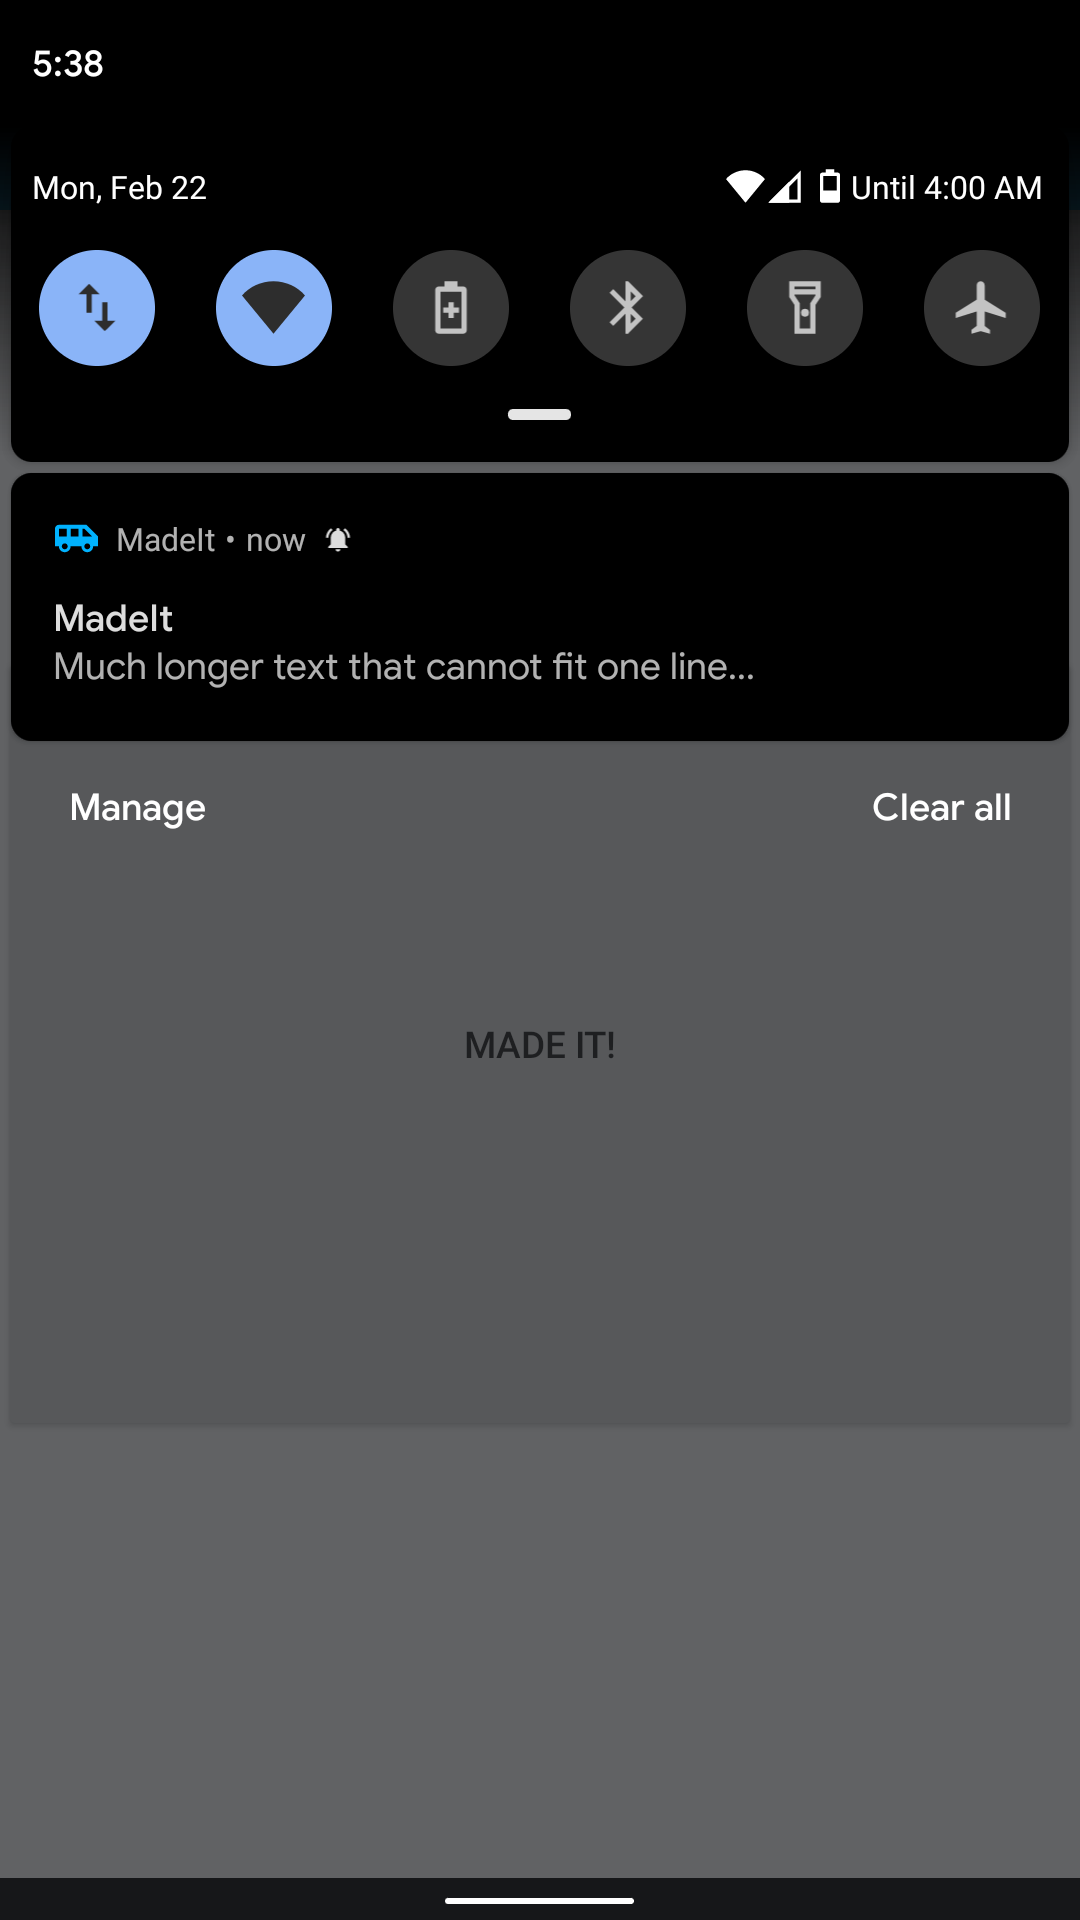 5:38
Mon, Feb 22 Until 4:00 AM
MadeIt • now
MadeIt
Much longer text that cannot fit one line...
Manage Clear all
MADE IT!